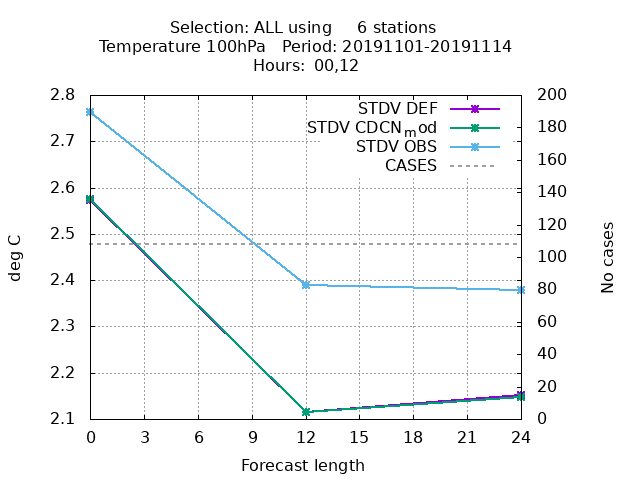 Selection: ALL using     6 stations
Temperature 100hPa   Period: 20191101-20191114
Hours:  00,12
2.8
2.7
2.6
2.5
2.4
2.3
2.2
2.1
200
180
160
140
120
100
80
60
40
20
0
STDV DEF
STDV CDCNmod
STDV OBS
CASES
deg C
No cases
0 3 6 9 12 15 18 21 24
Forecast length